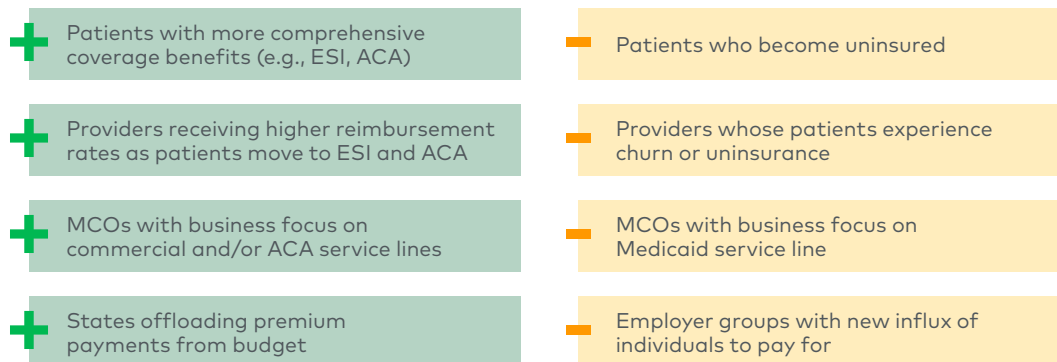 Patients with more comprehensive
coverage benefits (e.g., ESI, ACA)
Patients who become uninsured
Providers receiving higher reimbursement
rates as patients move to ESI and ACA
Providers whose patients experience
churn or uninsurance
MCOs with business focus on
commercial and/or ACA service lines
MCOs with business focus on
Medicaid service line
States offloading premium
payments from budget
Employer groups with new influx of
individuals to pay for